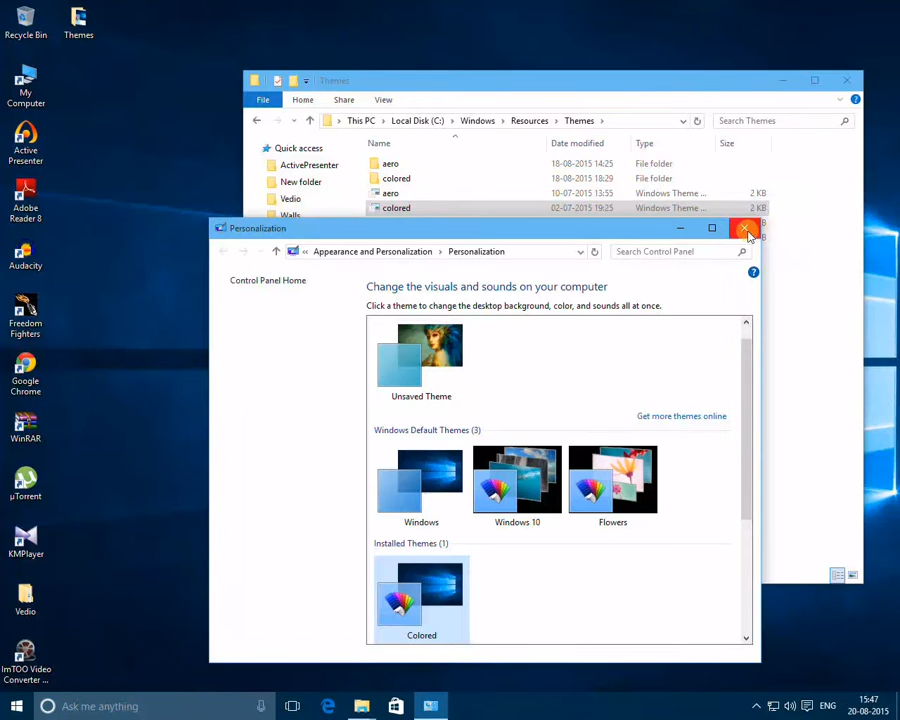 Recycle Bin
Themes
My
Computer
Active
Presenter
Adobe
Reader 8
Audacity
Freedom
Fighters
Google
Chrome
WinRAR
µTorrent
KMPlayer
Vedio
ImTOO Video
Converter ...
Themes
File
Home
Share
View
This PC
Local Disk (C:)
Windows
Resources
Themes
Search Themes
Name
Date modified
Type
Size
Quick access
ActivePresenter
New folder
Vedio
Walls
aero
18-08-2015 14:25
File folder
colored
18-08-2015 18:29
File folder
aero
10-07-2015 13:55
Windows Theme ...
2 KB
colored
02-07-2015 19:25
Windows Theme ...
2 KB
Personalization
Appearance and Personalization
Personalization
Search Control Panel
Control Panel Home
Change the visuals and sounds on your computer
Click a theme to change the desktop background, color, and sounds all at once.
Unsaved Theme
Get more themes online
Windows Default Themes (3)
Windows
Windows 10
Flowers
Installed Themes (1)
Colored
Ask me anything
ENG
15:47
20-08-2015